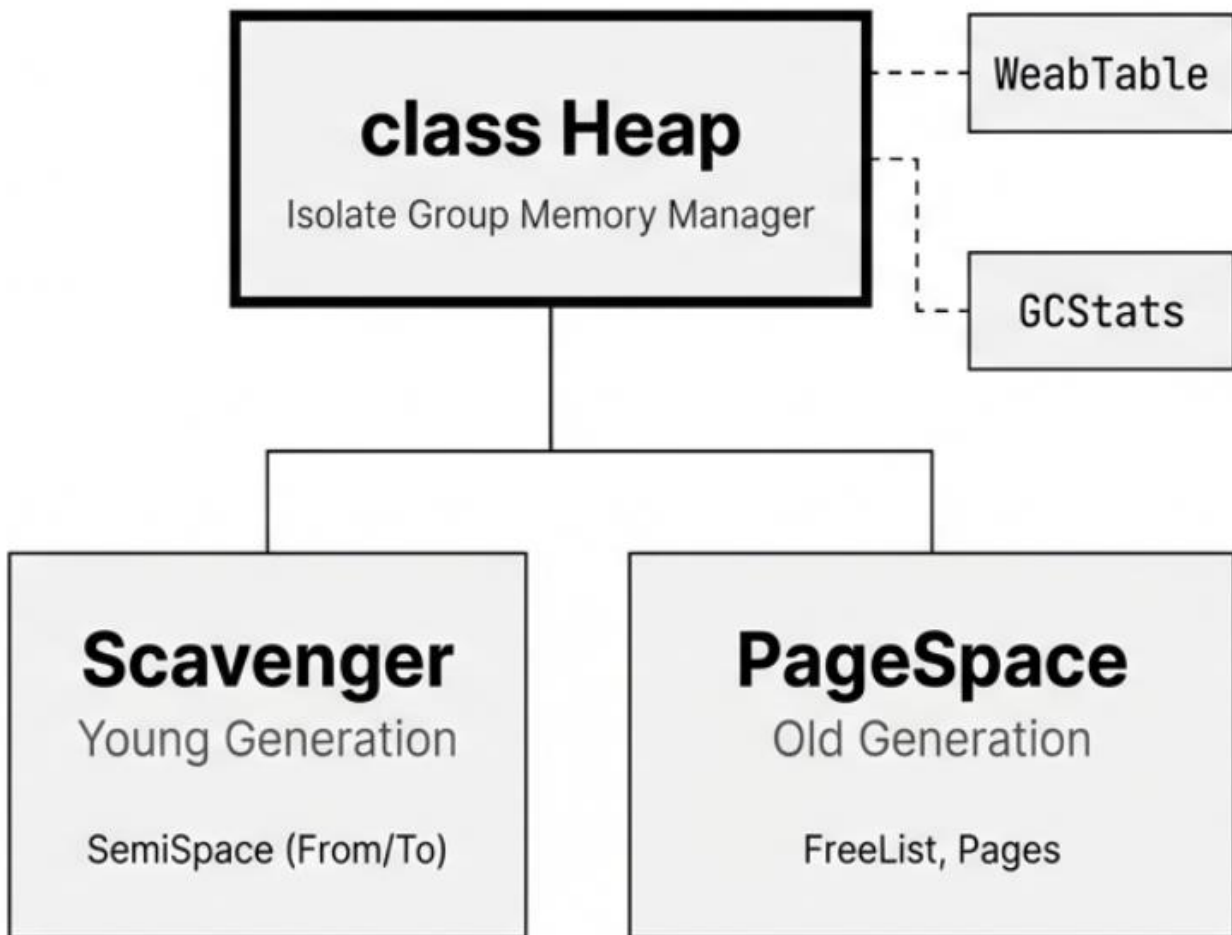 class Heap
Isolate Group Memory Manager
WeabTable
GCStats
Scavenger
Young Generation
SemiSpace (From/To)
PageSpace
Old Generation
FreeList, Pages